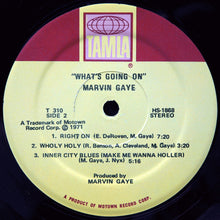 TAMLA
"WHAT'S GOING ON"
MARVIN GAYE
T 310
SIDE 2
HS-1868
STEREO
A Trademark of Motown
Record Corp. © 1971
1. RIGHT ON (E. DeRoven, M. Gaye) 7:20
2. WHOLY HOLY (R. Benson, A. Cleveland, M. Gaye) 3:20
3. INNER CITY BLUES (MAKE ME WANNA HOLLER)
(M. Gaye, J. Nyx) 5:16
Produced by
MARVIN GAYE
A PRODUCT OF MOTOWN RECORD CORP.